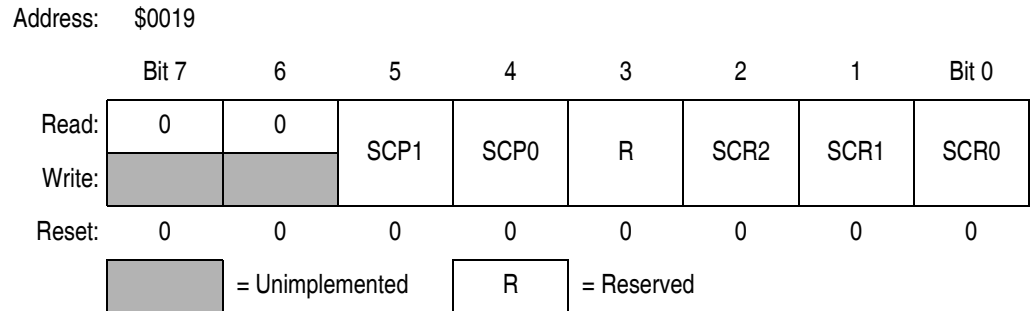 Address: $0019
Bit 7 6 5 4 3 2 1 Bit 0
Read: 0 0 SCP1 SCP0 R SCR2 SCR1 SCR0
Write:
Reset: 0 0 0 0 0 0 0 0
= Unimplemented R = Reserved